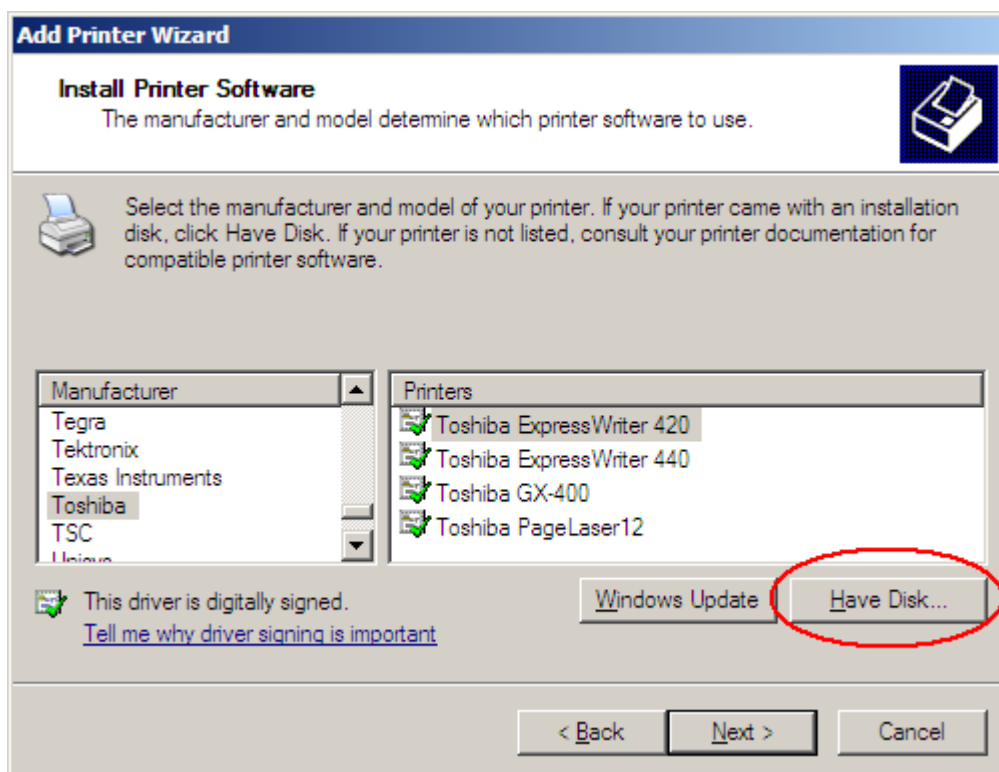 Add Printer Wizard
Install Printer Software
The manufacturer and model determine which printer software to use.
Select the manufacturer and model of your printer. If your printer came with an installation
disk, click Have Disk. If your printer is not listed, consult your printer documentation for
compatible printer software.
Manufacturer
Tegra
Tektronix
Texas Instruments
Toshiba
TSC
Printers
Toshiba ExpressWriter 420
Toshiba ExpressWriter 440
Toshiba GX-400
Toshiba PageLaser12
This driver is digitally signed.
Tell me why driver signing is important
Windows Update
Have Disk...
< Back
Next >
Cancel